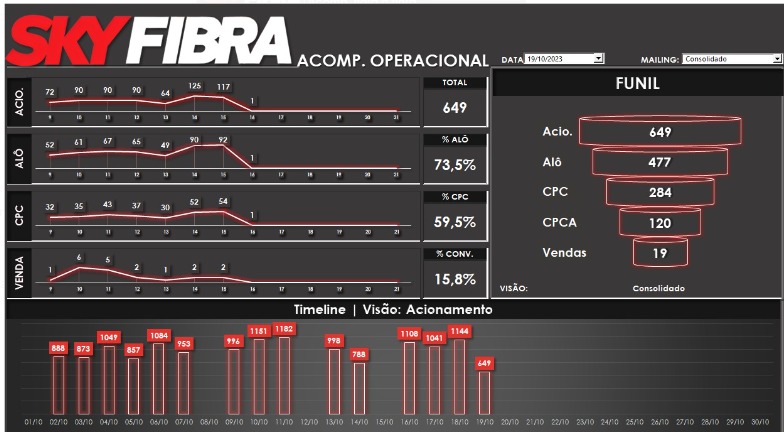 SKY FIBRA
ACOMP. OPERACIONAL
DATA 19/10/2023
MAILING: Consolidado
ACIO.
72 90 90 90 64 125 117 1
9 10 11 12 13 14 15 16 17 18 19 20 21
TOTAL
649
ALÔ
52 61 67 65 49 90 92 1
9 10 11 12 13 14 15 16 17 18 19 20 21
% ALÔ
73,5%
CPC
32 35 43 37 30 52 54 1
9 10 11 12 13 14 15 16 17 18 19 20 21
% CPC
59,5%
VENDA
1 6 5 2 1 2 2
9 10 11 12 13 14 15 16 17 18 19 20 21
% CONV.
15,8%
FUNIL
Acio. 649
Alô 477
CPC 284
CPCA 120
Vendas 19
VISÃO: Consolidado
Timeline | Visão: Acionamento
888 873 1049 857 1084 953 996 1151 1182 998 788 1108 1041 1144 649
01/10 02/10 03/10 04/10 05/10 06/10 07/10 08/10 09/10 10/10 11/10 12/10 13/10 14/10 15/10 16/10 17/10 18/10 19/10 20/10 21/10 22/10 23/10 24/10 25/10 26/10 27/10 28/10 29/10 30/10